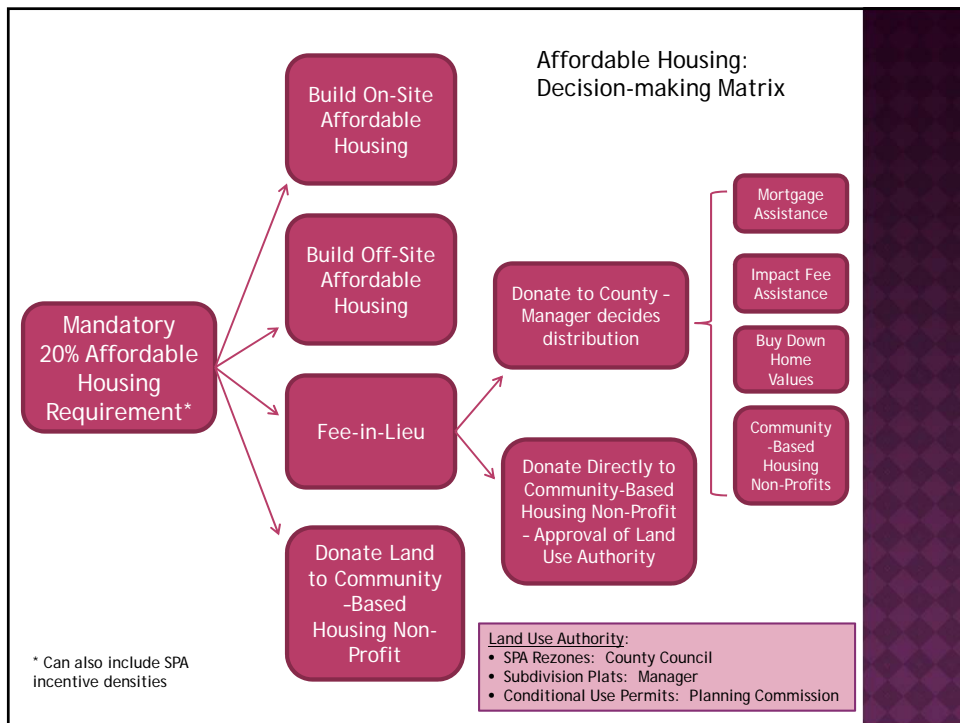 Affordable Housing:
Decision-making Matrix
Build On-Site
Affordable
Housing
Build Off-Site
Affordable
Housing
Mandatory
20% Affordable
Housing
Requirement*
Fee-in-Lieu
Donate Land
to Community
-Based
Housing Non-
Profit
Donate to County –
Manager decides
distribution
Donate Directly to
Community-Based
Housing Non-Profit
– Approval of Land
Use Authority
Mortgage
Assistance
Impact Fee
Assistance
Buy Down
Home
Values
Community
-Based
Housing
Non-Profits
Land Use Authority:
• SPA Rezones: County Council
• Subdivision Plats: Manager
• Conditional Use Permits: Planning Commission
* Can also include SPA
incentive densities